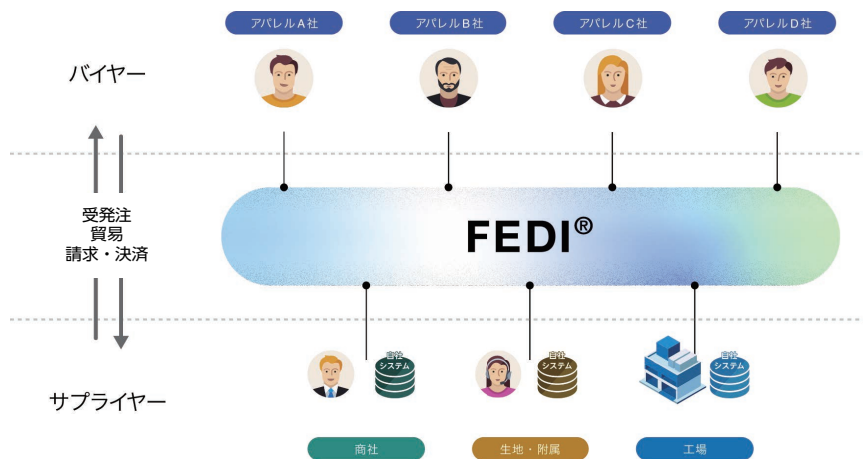 アパレルA社
アパレルB社
アパレルC社
アパレルD社
バイヤー
受発注
貿易
請求・決済
FEDI®
自社
システム
自社
システム
自社
システム
サプライヤー
商社
生地・附属
工場